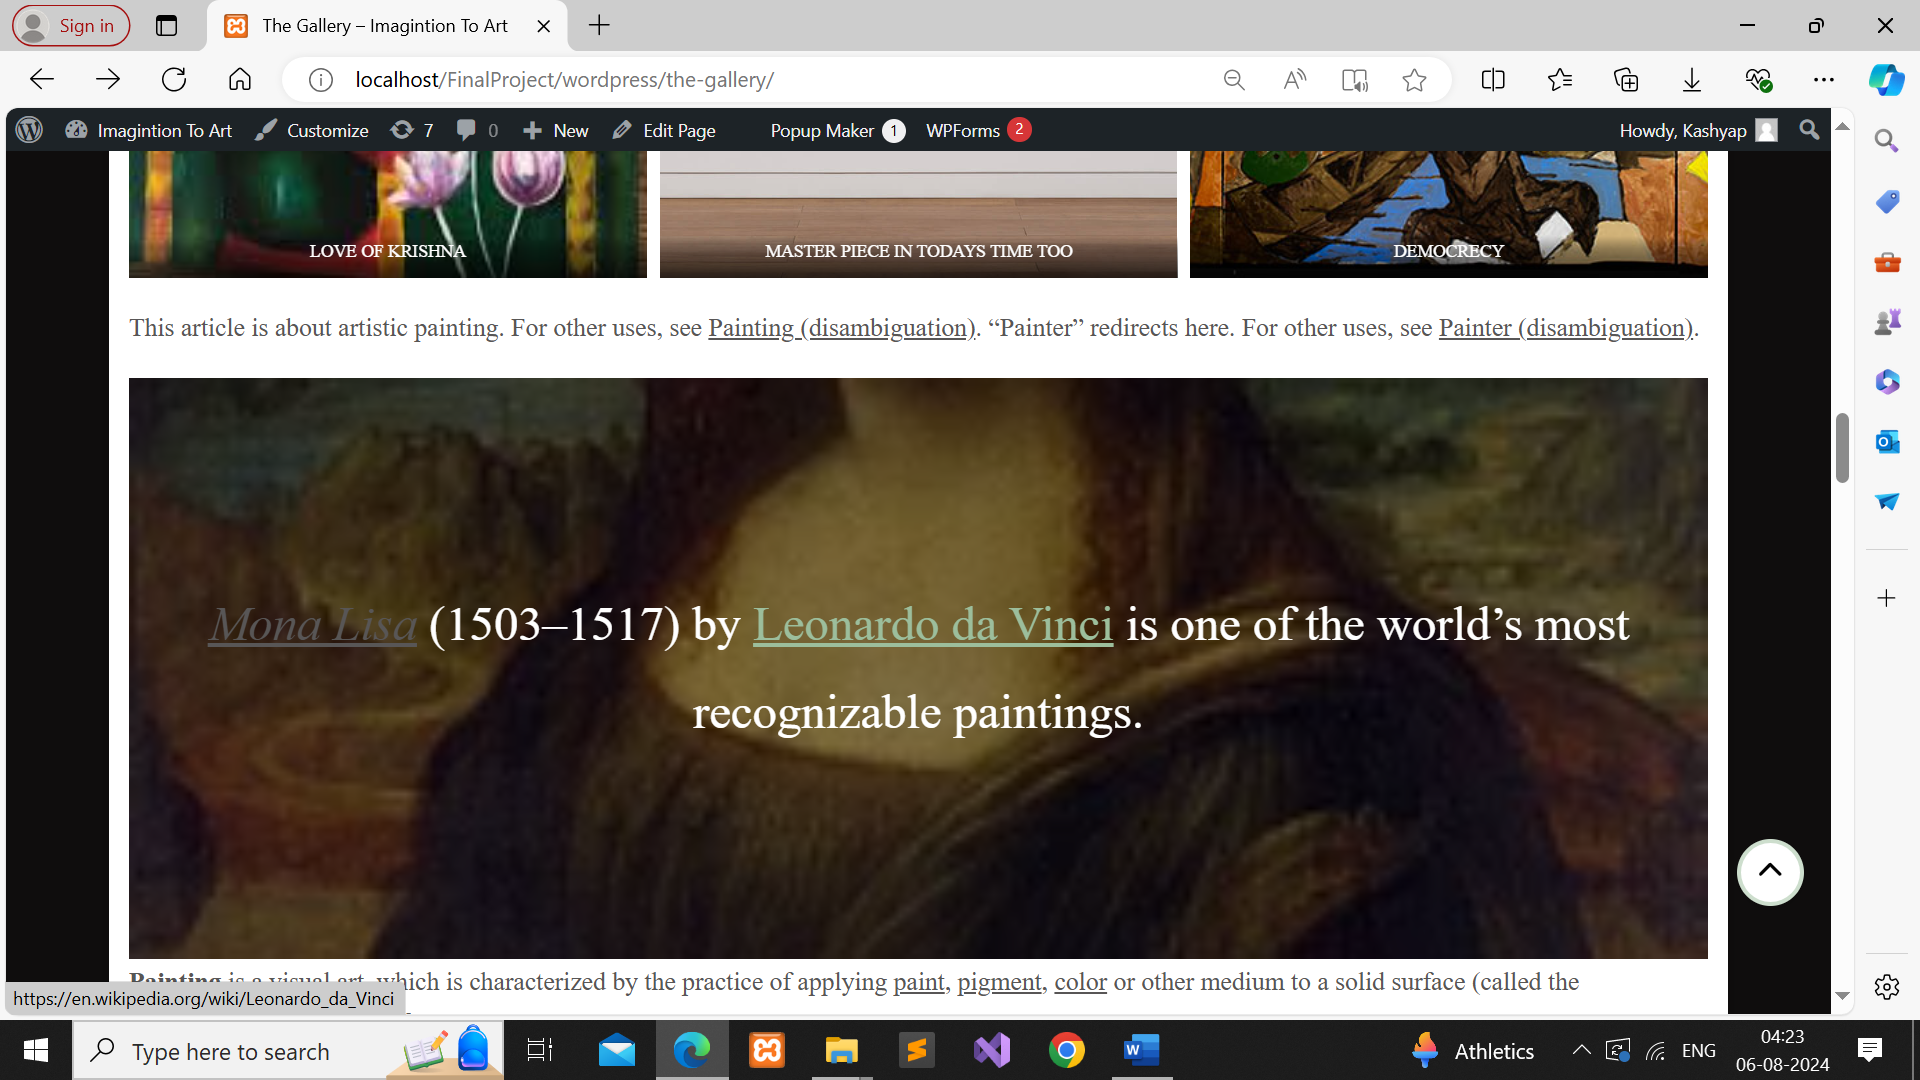 Sign in
The Gallery – Imagintion To Art
localhost/FinalProject/wordpress/the-gallery/
Imagintion To Art Customize 7 0 New Edit Page Popup Maker 1 WPForms 2 Howdy, Kashyap
LOVE OF KRISHNA
MASTER PIECE IN TODAYS TIME TOO
DEMOCRECY
This article is about artistic painting. For other uses, see Painting (disambiguation). “Painter” redirects here. For other uses, see Painter (disambiguation).
Mona Lisa (1503–1517) by Leonardo da Vinci is one of the world’s most
recognizable paintings.
Painting is a visual art, which is characterized by the practice of applying paint, pigment, color or other medium to a solid surface (called the
https://en.wikipedia.org/wiki/Leonardo_da_Vinci
Type here to search
Athletics
ENG
04:23
06-08-2024